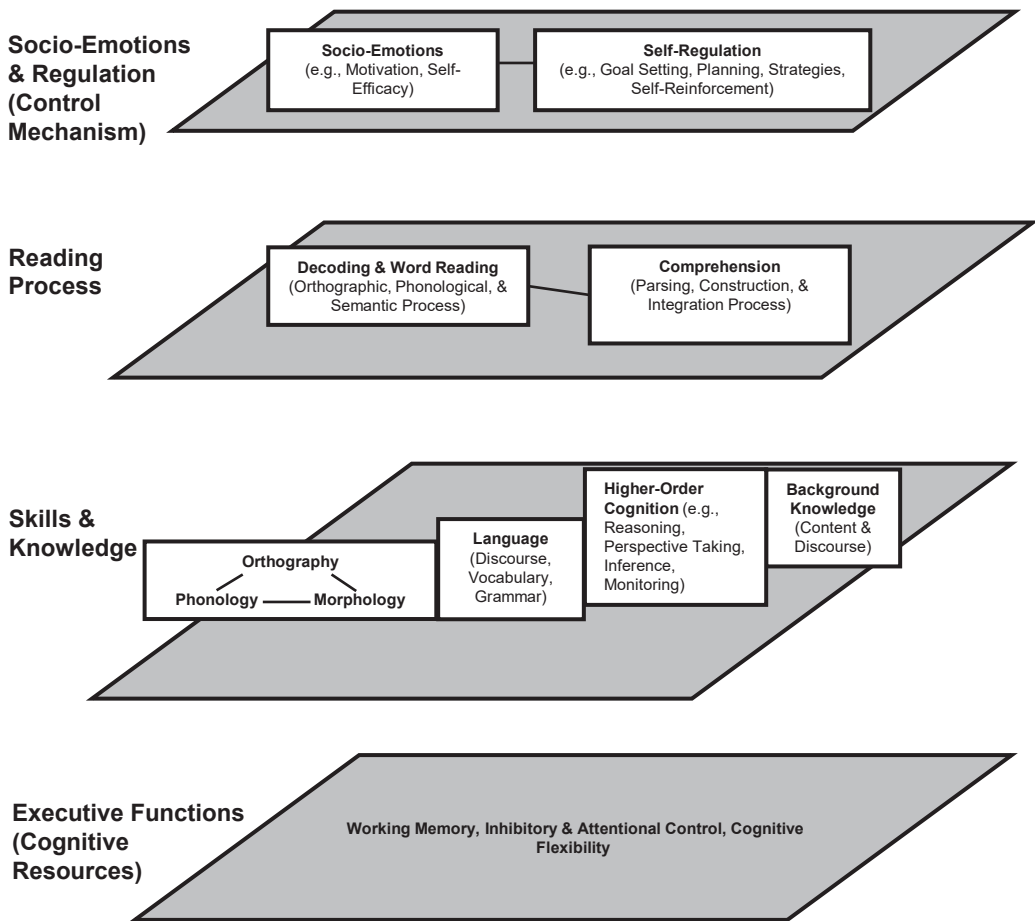 Socio-Emotions
& Regulation
(Control
Mechanism)
Socio-Emotions
(e.g., Motivation, Self-
Efficacy)
Self-Regulation
(e.g., Goal Setting, Planning, Strategies,
Self-Reinforcement)
Reading
Process
Decoding & Word Reading
(Orthographic, Phonological, &
Semantic Process)
Comprehension
(Parsing, Construction, &
Integration Process)
Skills &
Knowledge
Orthography
Phonology
Morphology
Language
(Discourse,
Vocabulary,
Grammar)
Higher-Order
Cognition (e.g.,
Reasoning,
Perspective Taking,
Inference,
Monitoring)
Background
Knowledge
(Content &
Discourse)
Executive Functions
(Cognitive
Resources)
Working Memory, Inhibitory & Attentional Control, Cognitive
Flexibility